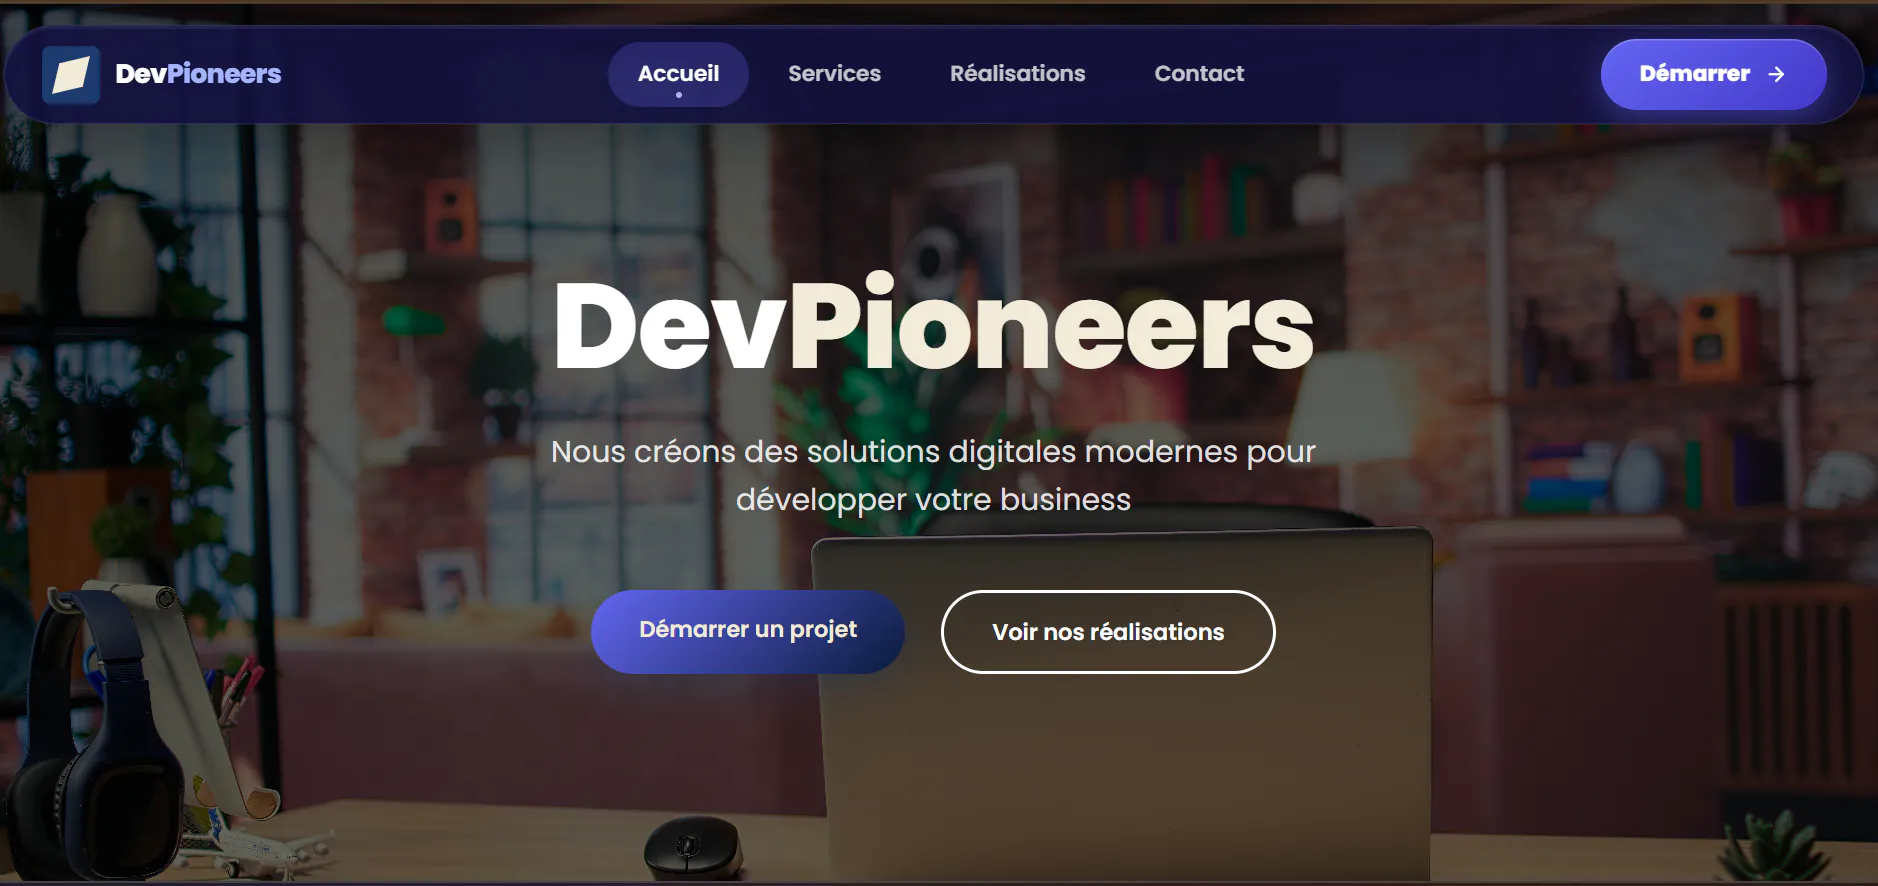 DevPioneers
Accueil
Services
Réalisations
Contact
Démarrer →
DevPioneers
Nous créons des solutions digitales modernes pour
développer votre business
Démarrer un projet
Voir nos réalisations